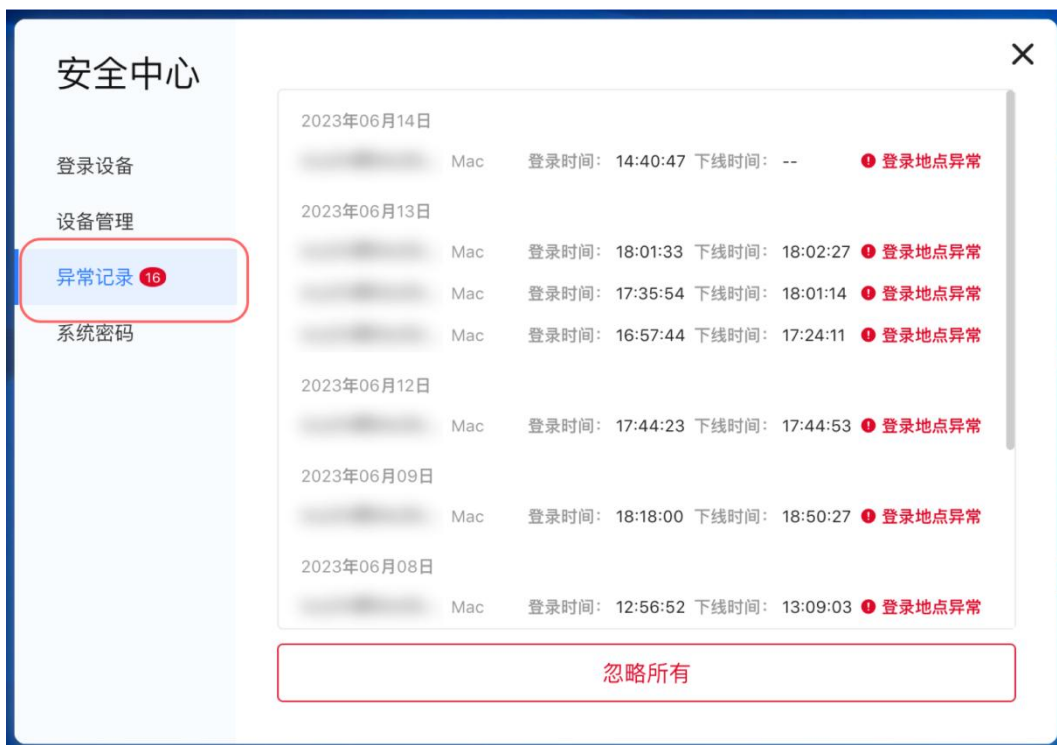 安全中心
登录设备
设备管理
异常记录 16
系统密码
2023年06月14日
Mac 登录时间: 14:40:47 下线时间: -- 登录地点异常
2023年06月13日
Mac 登录时间: 18:01:33 下线时间: 18:02:27 登录地点异常
Mac 登录时间: 17:35:54 下线时间: 18:01:14 登录地点异常
Mac 登录时间: 16:57:44 下线时间: 17:24:11 登录地点异常
2023年06月12日
Mac 登录时间: 17:44:23 下线时间: 17:44:53 登录地点异常
2023年06月09日
Mac 登录时间: 18:18:00 下线时间: 18:50:27 登录地点异常
2023年06月08日
Mac 登录时间: 12:56:52 下线时间: 13:09:03 登录地点异常
忽略所有